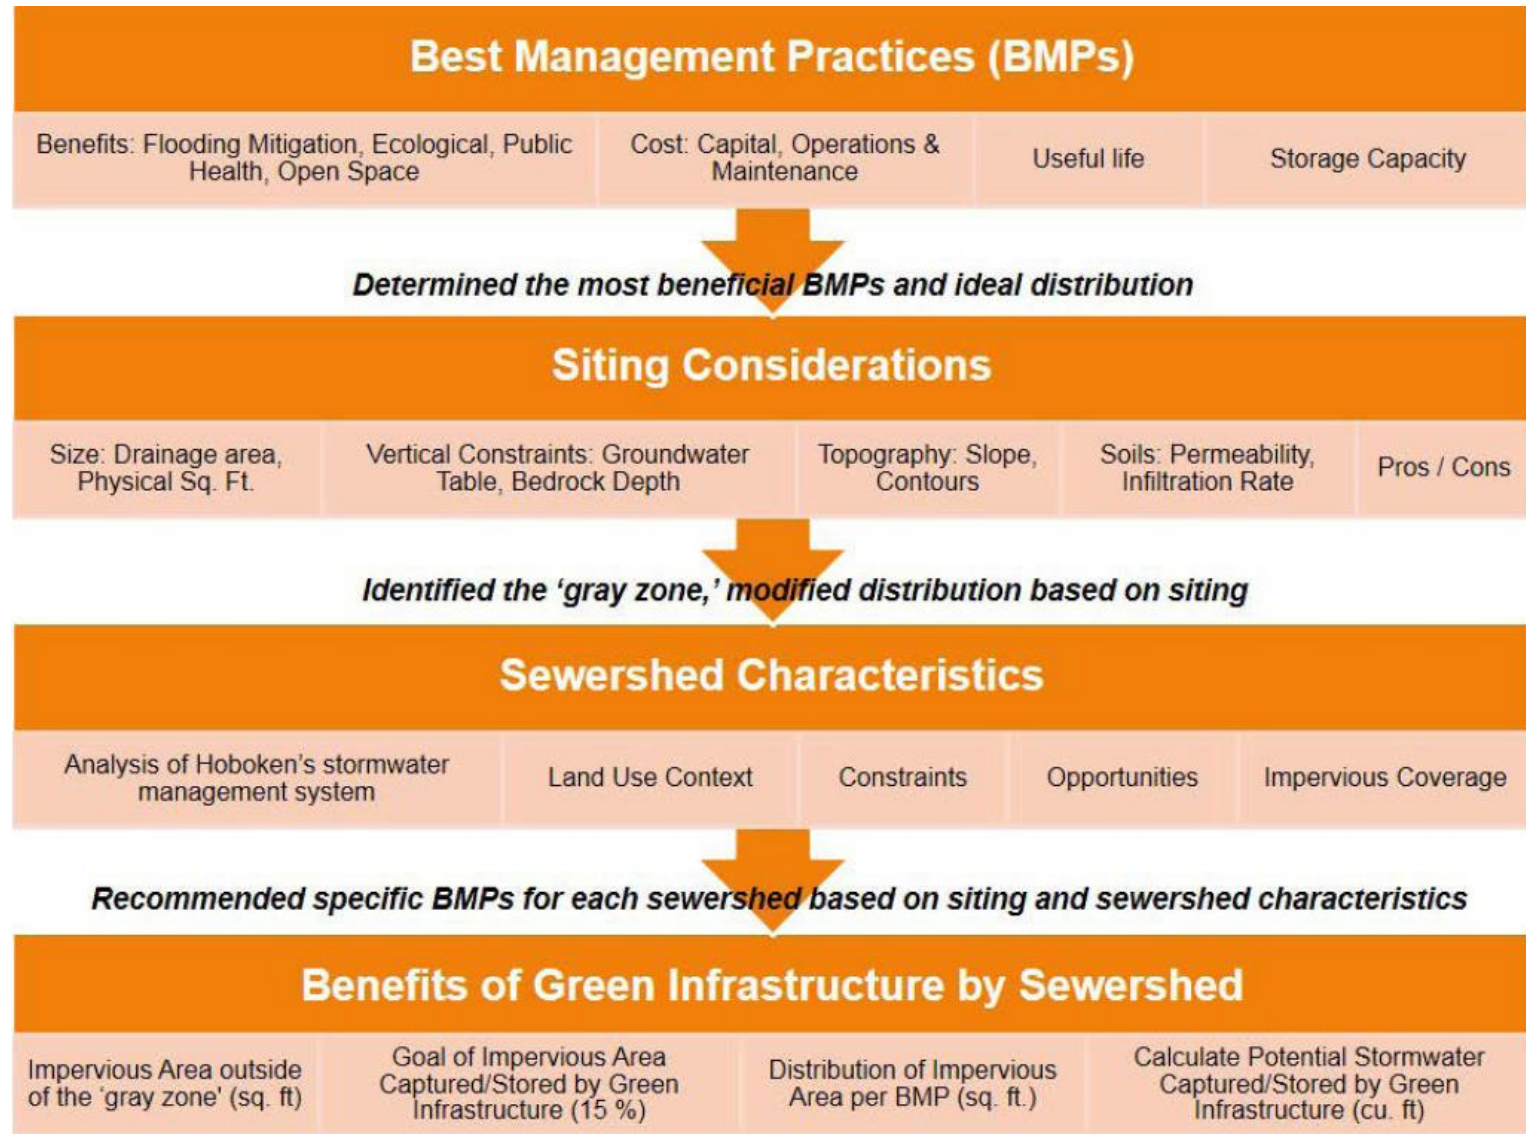 Best Management Practices (BMPs)
Benefits: Flooding Mitigation, Ecological, Public
Health, Open Space
Cost: Capital, Operations &
Maintenance
Useful life
Storage Capacity
Determined the most beneficial BMPs and ideal distribution
Siting Considerations
Size: Drainage area,
Physical Sq. Ft.
Vertical Constraints: Groundwater
Table, Bedrock Depth
Topography: Slope,
Contours
Soils: Permeability,
Infiltration Rate
Pros / Cons
Identified the ‘gray zone,’ modified distribution based on siting
Sewershed Characteristics
Analysis of Hoboken’s stormwater
management system
Land Use Context
Constraints
Opportunities
Impervious Coverage
Recommended specific BMPs for each sewershed based on siting and sewershed characteristics
Benefits of Green Infrastructure by Sewershed
Impervious Area outside
of the ‘gray zone' (sq. ft)
Goal of Impervious Area
Captured/Stored by Green
Infrastructure (15 %)
Distribution of Impervious
Area per BMP (sq. ft.)
Calculate Potential Stormwater
Captured/Stored by Green
Infrastructure (cu. ft)